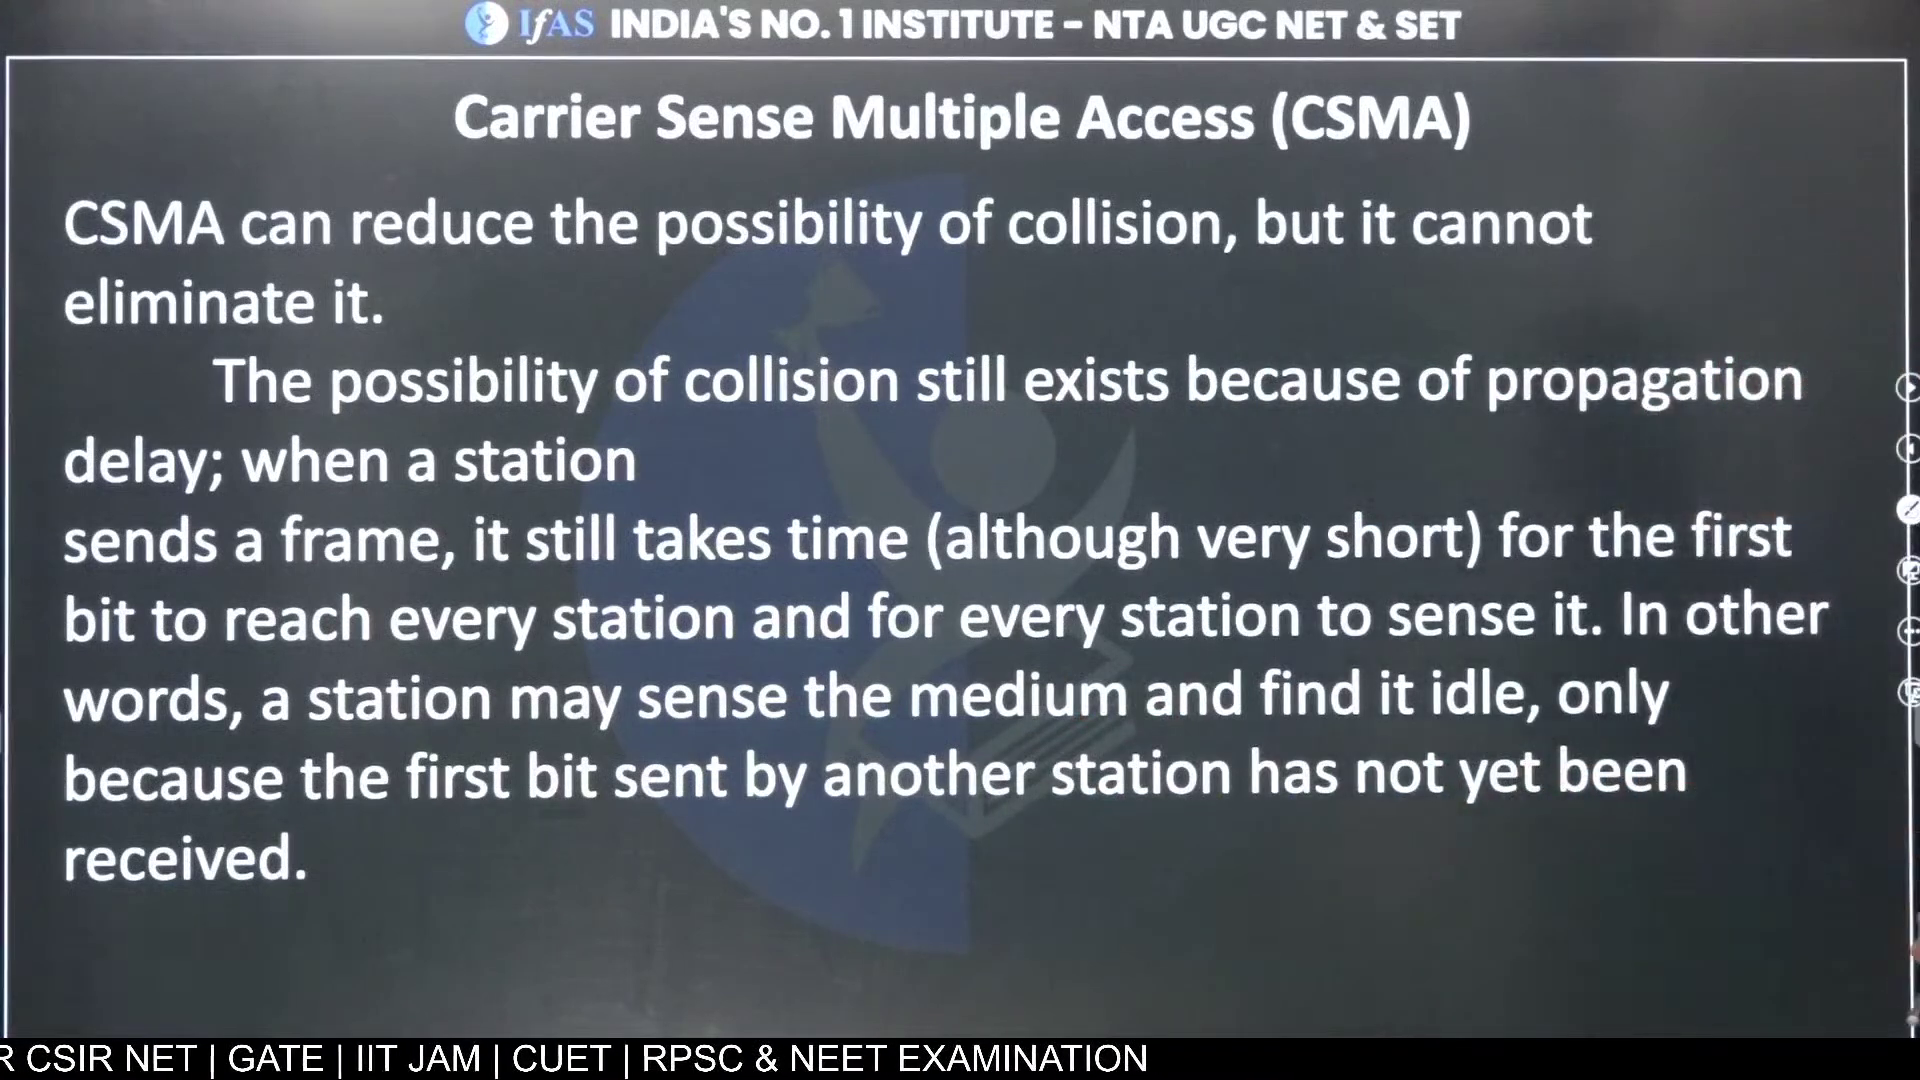 IfAS INDIA'S NO. 1 INSTITUTE - NTA UGC NET & SET
Carrier Sense Multiple Access (CSMA)
CSMA can reduce the possibility of collision, but it cannot
eliminate it.
The possibility of collision still exists because of propagation
delay; when a station
sends a frame, it still takes time (although very short) for the first
bit to reach every station and for every station to sense it. In other
words, a station may sense the medium and find it idle, only
because the first bit sent by another station has not yet been
received.
R CSIR NET | GATE | IIT JAM | CUET | RPSC & NEET EXAMINATION